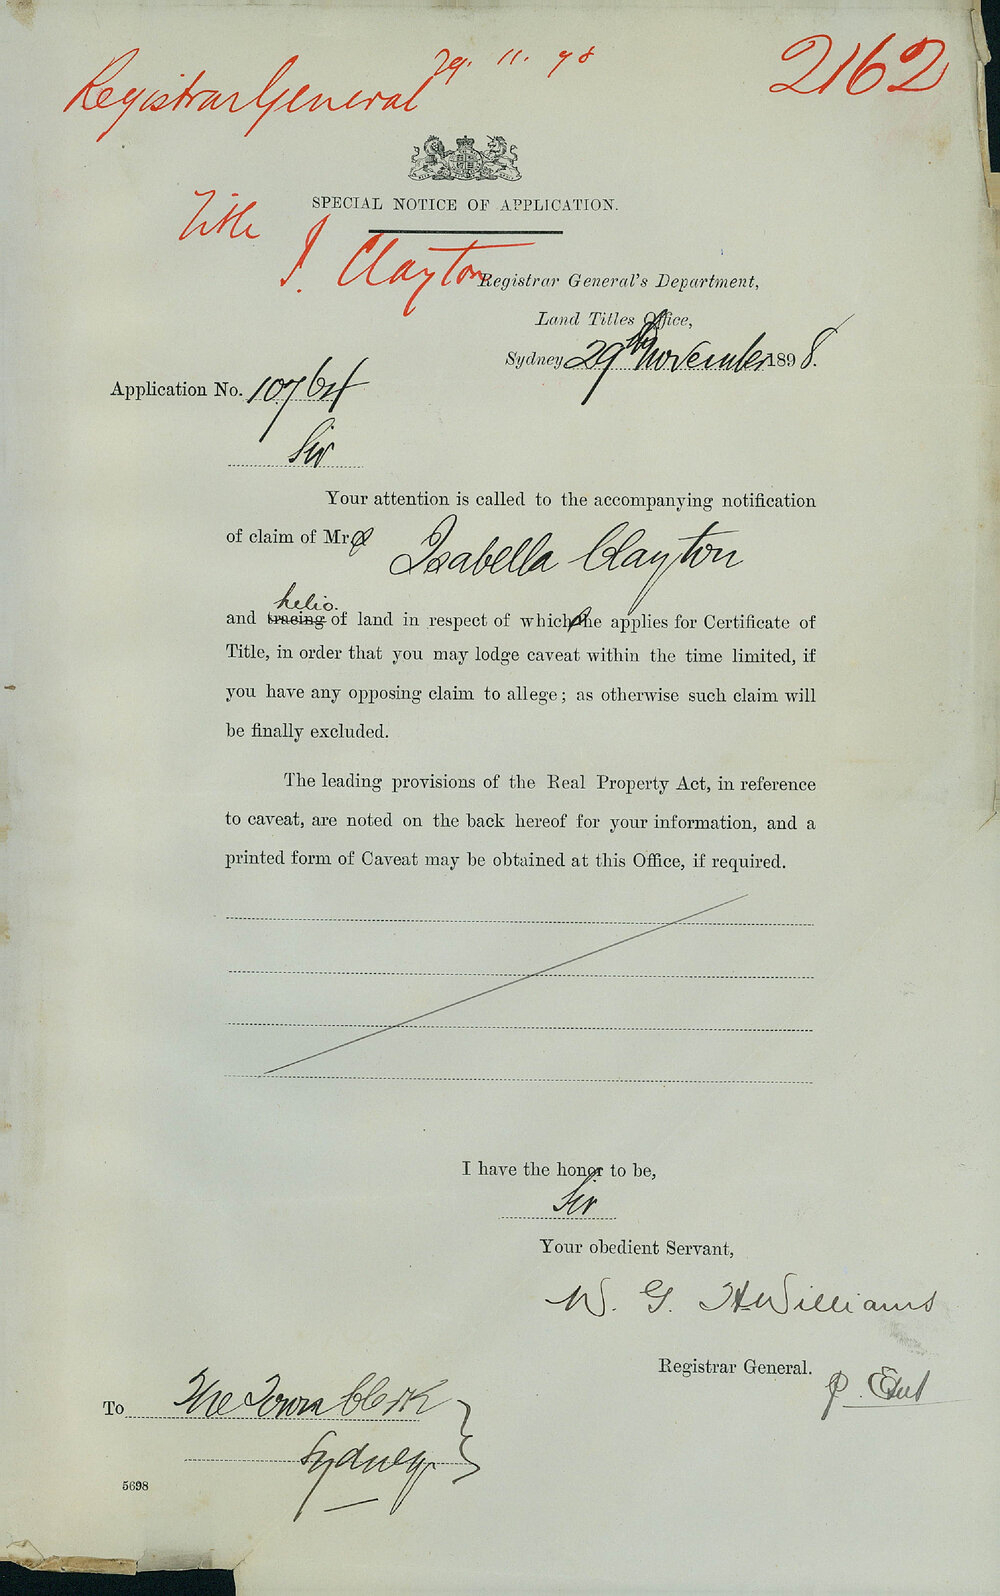 29. 11. 98
2162
Registrar General
SPECIAL NOTICE OF APPLICATION.
Title
I. Clayton
Registrar General's Department,
Land Titles Office,
Sydney 29th November 1898.
Application No. 10764
Sir
Your attention is called to the accompanying notification
of claim of Mrs Isabella Clayton
helio.
and tracing of land in respect of which she applies for Certificate of
Title, in order that you may lodge caveat within the time limited, if
you have any opposing claim to allege; as otherwise such claim will
be finally excluded.
The leading provisions of the Real Property Act, in reference
to caveat, are noted on the back hereof for your information, and a
printed form of Caveat may be obtained at this Office, if required.
I have the honor to be,
Sir
Your obedient Servant,
W. G. H. Williams
Registrar General.
To The Town Clerk
Sydney
5698